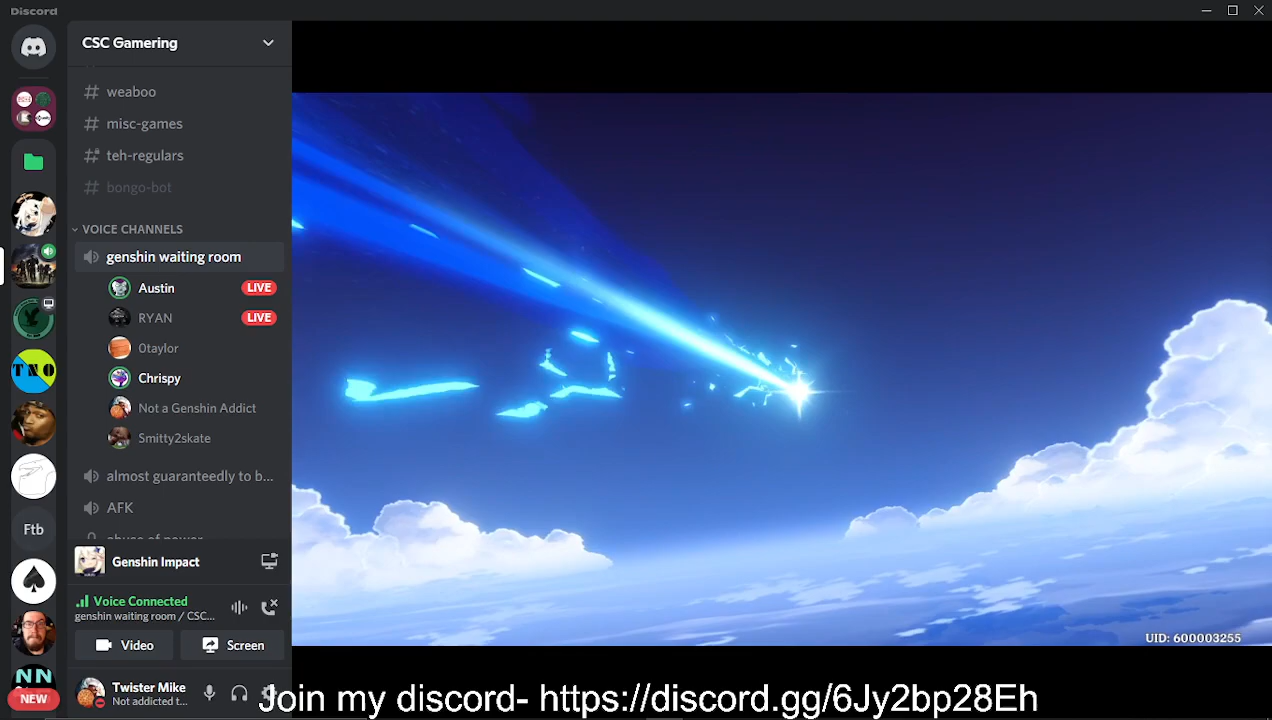 Discord
CSC Gamering
weaboo
misc-games
teh-regulars
bongo-bot
VOICE CHANNELS
genshin waiting room
Austin LIVE
RYAN LIVE
0taylor
Chrispy
Not a Genshin Addict
Smitty2skate
almost guaranteedly to b...
AFK
Genshin Impact
Voice Connected
genshin waiting room / CSC...
Video Screen
Twister Mike
Not addicted t...
TNO
Ftb
NN
NEW
UID: 600003255
Join my discord- https://discord.gg/6Jy2bp28Eh